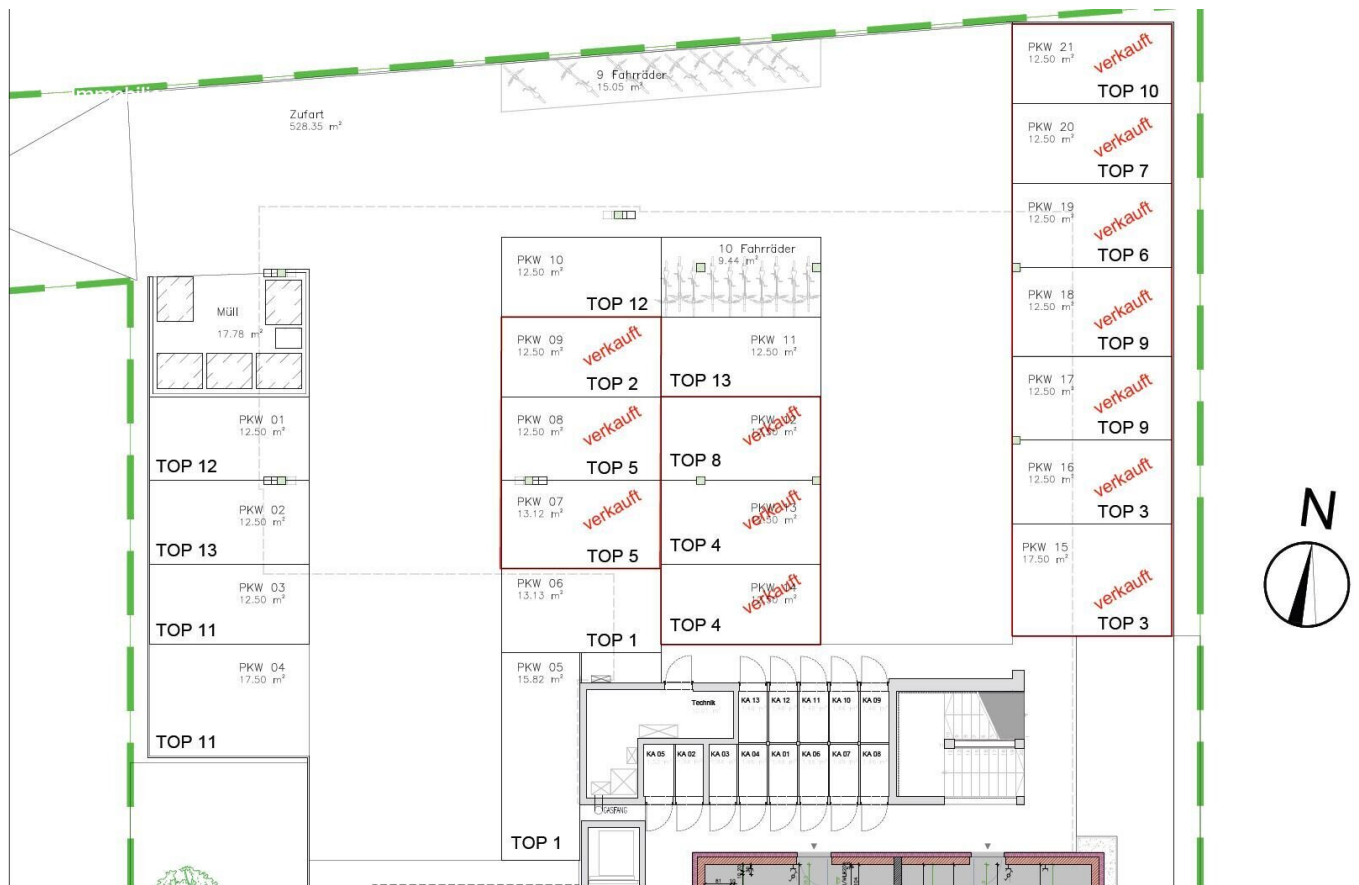 9 Fahrräder
15.05 m²
Zufart
528.35 m²
PKW 21
12.50 m²
verkauft
TOP 10
PKW 20
12.50 m²
verkauft
TOP 7
PKW 19
12.50 m²
verkauft
TOP 6
PKW 18
12.50 m²
verkauft
TOP 9
PKW 17
12.50 m²
verkauft
TOP 9
PKW 16
12.50 m²
verkauft
TOP 3
PKW 15
17.50 m²
verkauft
TOP 3
PKW 10
12.50 m²
TOP 12
10 Fahrräder
9.44 m²
PKW 09
12.50 m²
verkauft
TOP 2
PKW 11
12.50 m²
TOP 13
PKW 08
12.50 m²
verkauft
TOP 5
verkauft
TOP 8
PKW 07
13.12 m²
verkauft
TOP 5
verkauft
TOP 4
PKW 06
13.13 m²
TOP 1
verkauft
TOP 4
PKW 05
15.82 m²
TOP 1
Müll
17.78 m²
PKW 01
12.50 m²
TOP 12
PKW 02
12.50 m²
TOP 13
PKW 03
12.50 m²
TOP 11
PKW 04
17.50 m²
TOP 11
Technik
KA 13
KA 12
KA 11
KA 10
KA 09
KA 05
KA 02
KA 03
KA 04
KA 01
KA 06
KA 07
KA 08
GASFANG
N